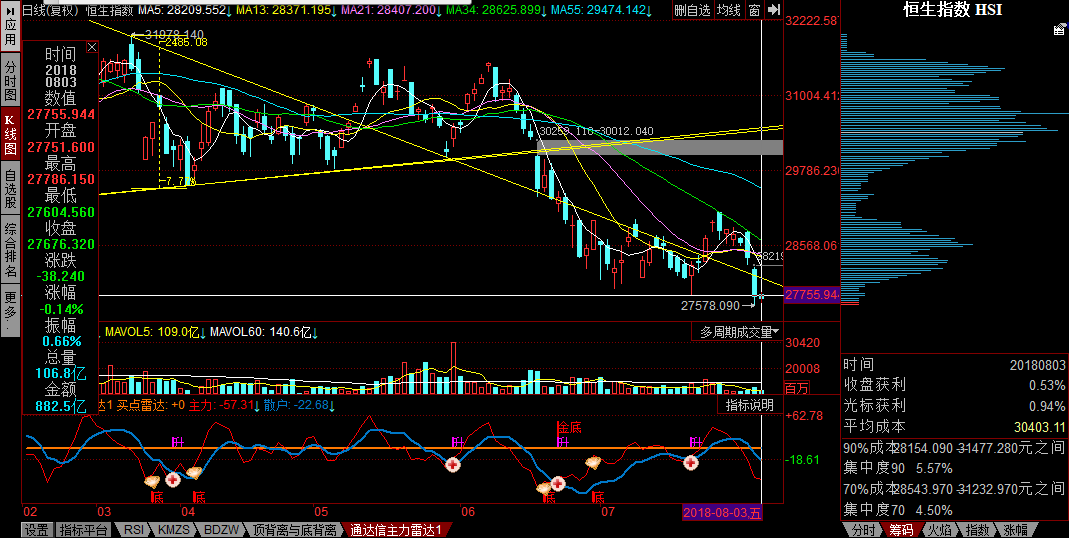 日线(复权) 恒生指数 MA5: 28209.552↓ MA13: 28371.195↓ MA21: 28407.200↓ MA34: 28625.899↓ MA55: 29474.142↓
删自选 均线 窗
恒生指数 HSI
应用
分时图
K线图
自选股
综合排名
更多
时间
2018
0803
数值
27755.944
开盘
27751.600
最高
27786.150
最低
27604.560
收盘
27676.320
涨跌
-38.240
涨幅
-0.14%
振幅
0.66%
总量
106.8亿
金额
882.5亿
31978.140
2485.08
30259.110-30012.040
27578.090
32222.58
31004.41
29786.23
28568.06
27755.94
MAVOL5: 109.0亿↓ MAVOL60: 140.6亿↓
多周期成交量
30420
20008
百万
达1 买点雷达: +0 主力: -57.31↓ 散户: -22.68↓
指标说明
金底
底 底 底 底
+62.78
-18.61
02 03 04 05 06 07 2018-08-03,五
设置 指标平台 RSI KMZS BDZW 顶背离与底背离 通达信主力雷达1
时间 20180803
收盘获利 0.53%
光标获利 0.94%
平均成本 30403.11
90%成本28154.090-31477.280元之间
集中度90 5.57%
70%成本28543.970-31232.970元之间
集中度70 4.50%
分时 筹码 火焰 指数 涨幅